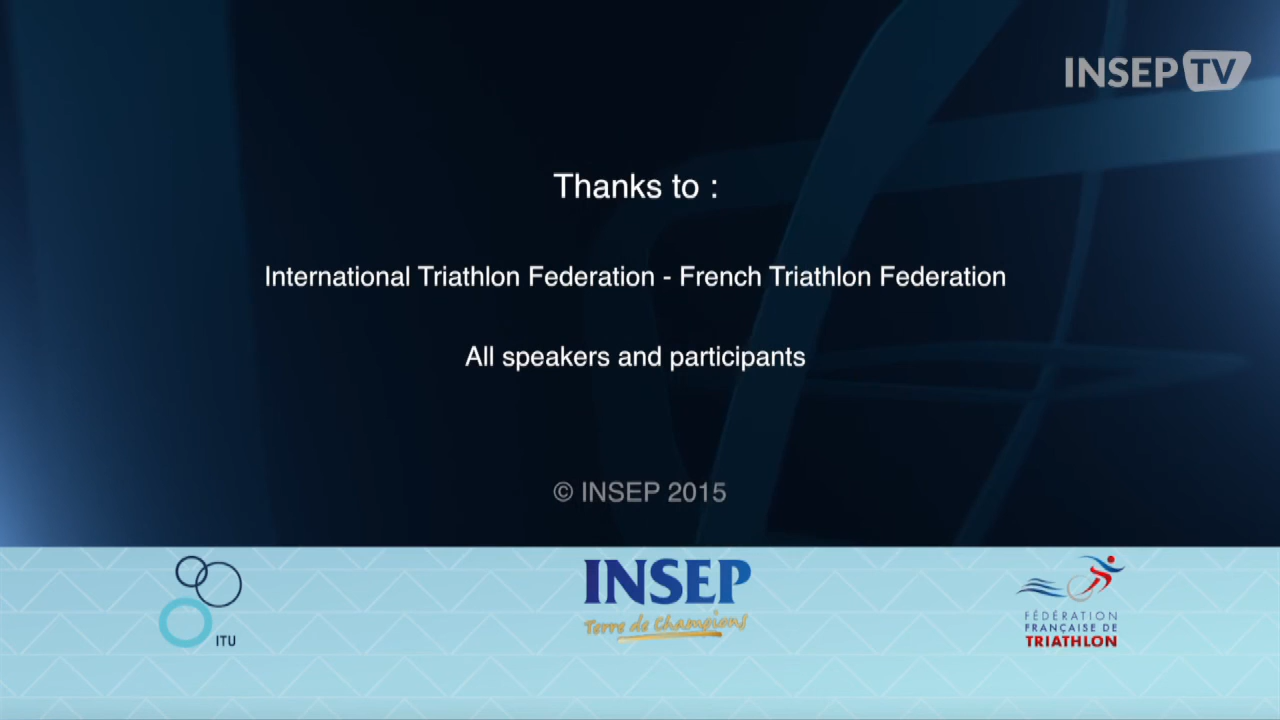 INSEP TV
Thanks to :
International Triathlon Federation - French Triathlon Federation
All speakers and participants
© INSEP 2015
ITU
INSEP
Terre de Champions
FÉDÉRATION
FRANÇAISE DE
TRIATHLON